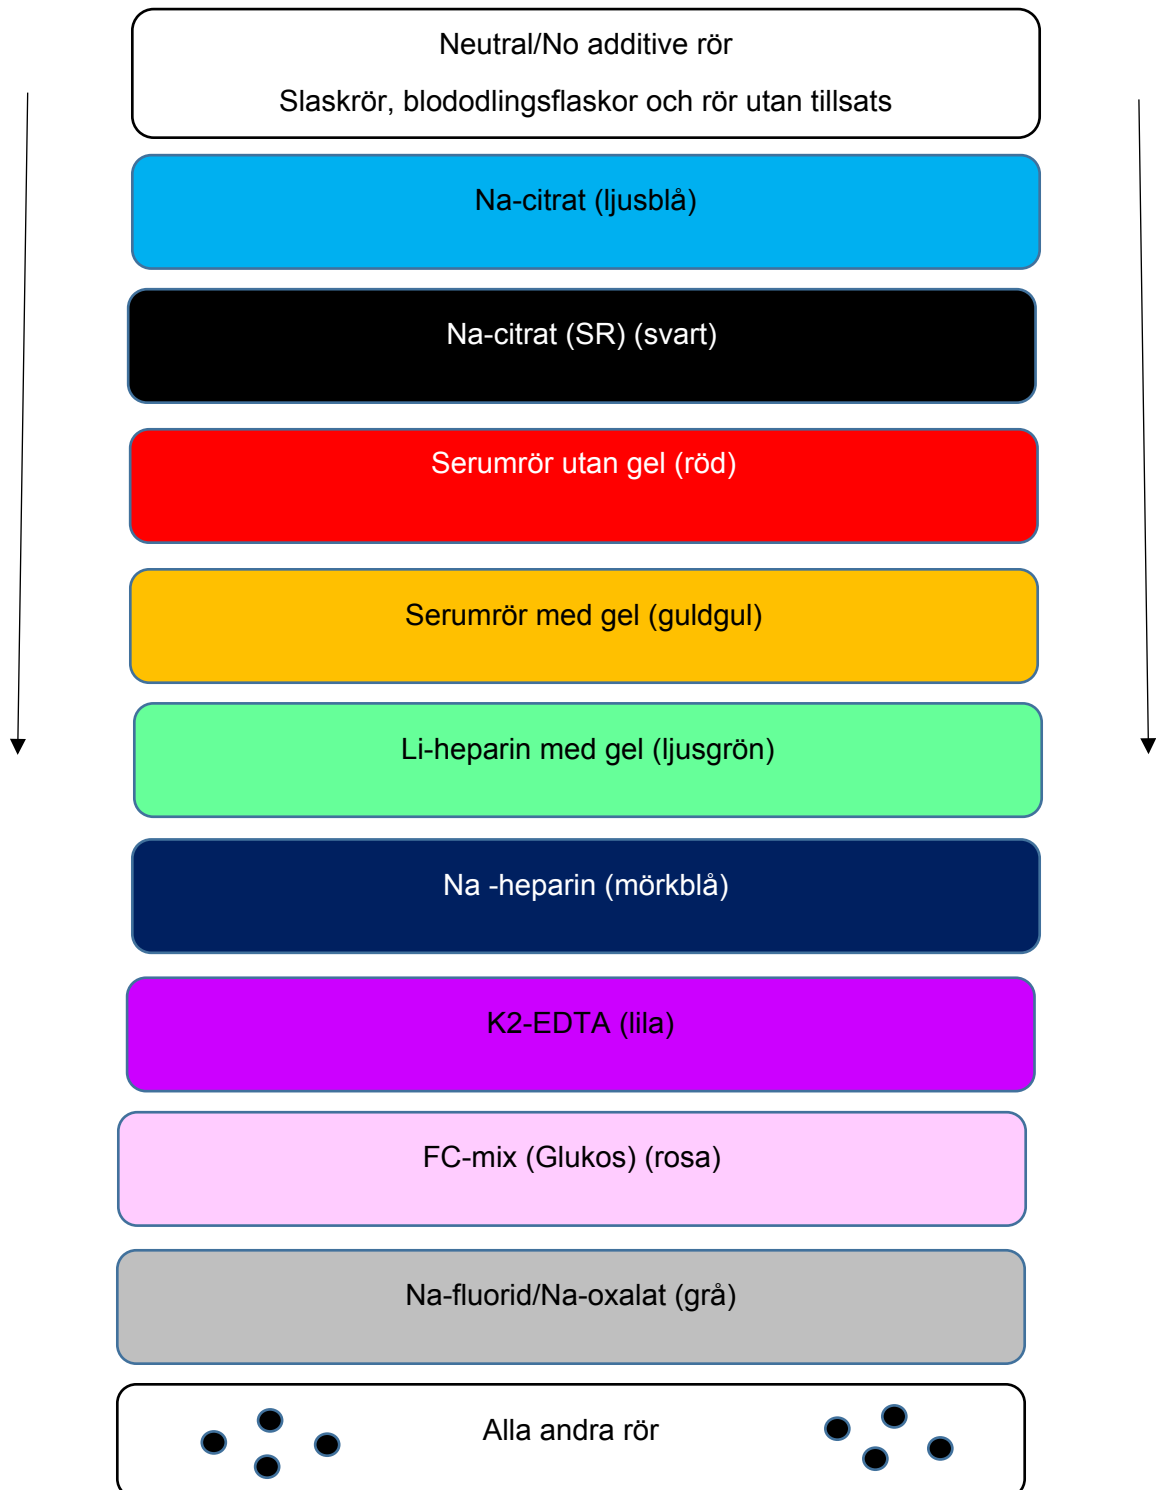 Neutral/No additive rör
Slaskrör, blododlingsflaskor och rör utan tillsats
Na-citrat (ljusblå)
Na-citrat (SR) (svart)
Serumrör utan gel (röd)
Serumrör med gel (guldgul)
Li-heparin med gel (ljusgrön)
Na -heparin (mörkblå)
K2-EDTA (lila)
FC-mix (Glukos) (rosa)
Na-fluorid/Na-oxalat (grå)
Alla andra rör